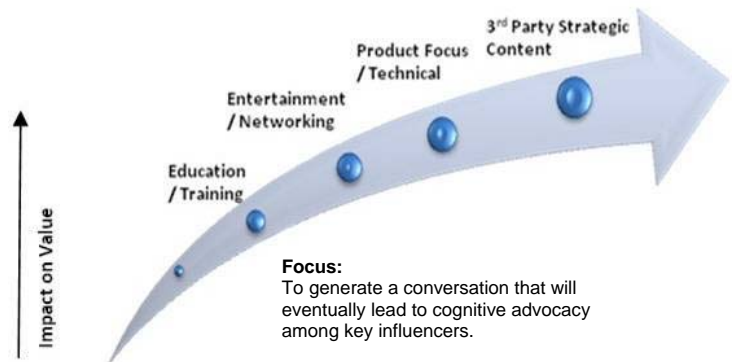 3rd Party Strategic
Content
Product Focus
/ Technical
Entertainment
/ Networking
Education
/ Training
Impact on Value
Focus:
To generate a conversation that will
eventually lead to cognitive advocacy
among key influencers.